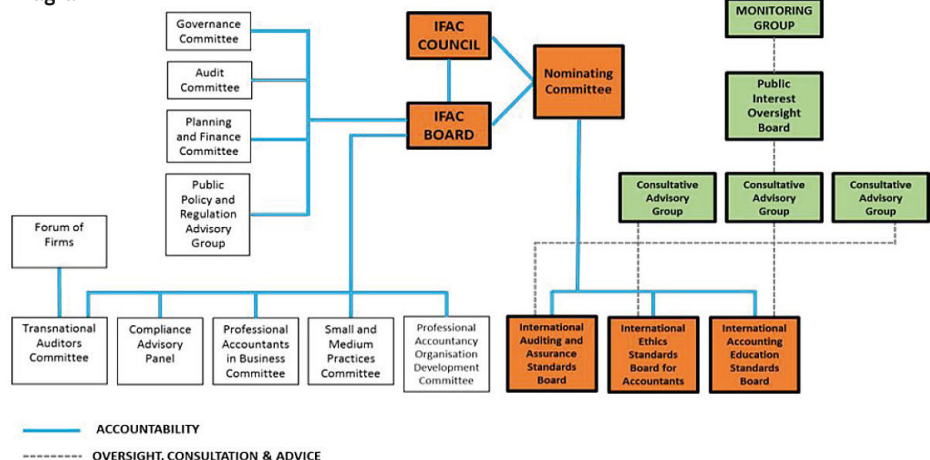 Governance
Committee
Audit
Committee
Planning
and Finance
Committee
Public
Policy and
Regulation
Advisory
Group
IFAC
COUNCIL
IFAC
BOARD
Nominating
Committee
MONITORING
GROUP
Public
Interest
Oversight
Board
Consultative
Advisory
Group
Consultative
Advisory
Group
Consultative
Advisory
Group
Forum of
Firms
Transnational
Auditors
Committee
Compliance
Advisory
Panel
Professional
Accountants
in Business
Committee
Small and
Medium
Practices
Committee
Professional
Accountancy
Organisation
Development
Committee
International
Auditing and
Assurance
Standards
Board
International
Ethics
Standards
Board for
Accountants
International
Accounting
Education
Standards
Board
ACCOUNTABILITY
OVERSIGHT, CONSULTATION & ADVICE